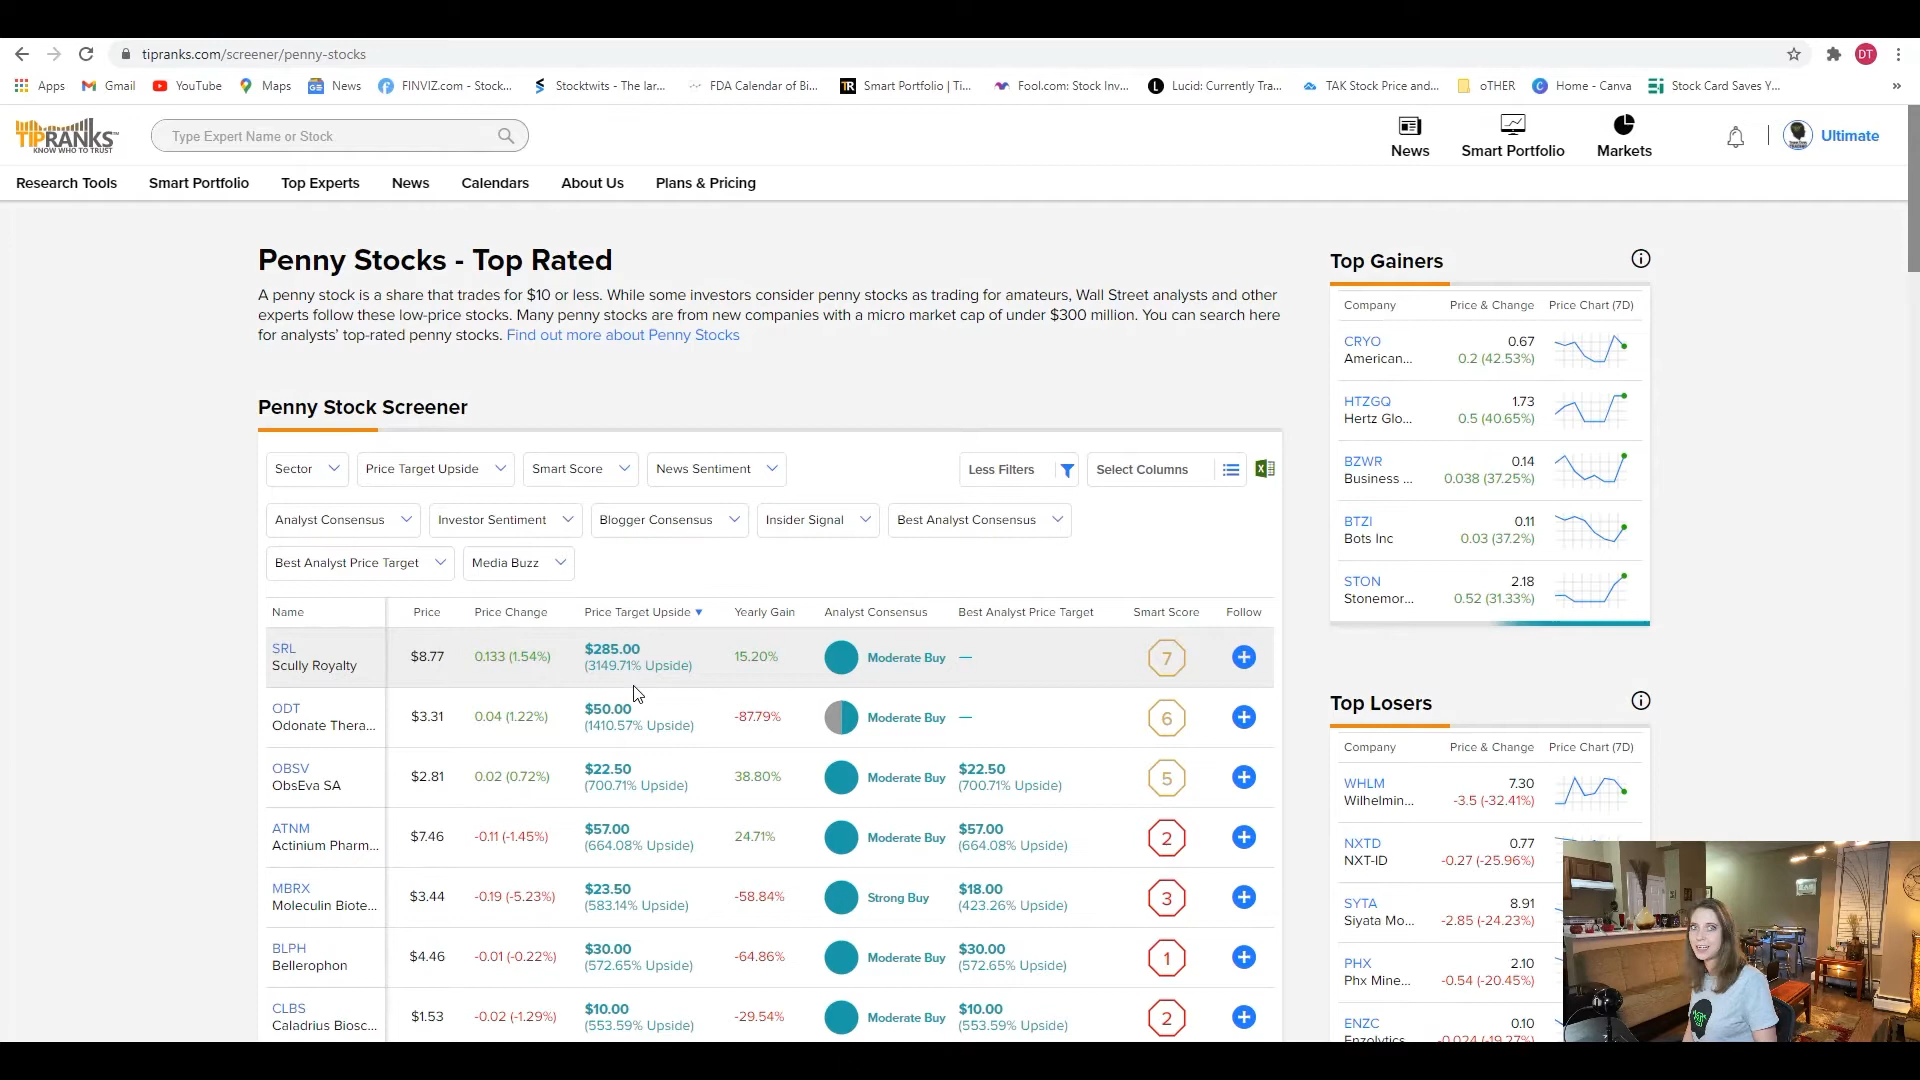 tipranks.com/screener/penny-stocks
DT
Apps
Gmail
YouTube
Maps
News
FINVIZ.com - Stock...
Stocktwits - The lar...
FDA Calendar of Bi...
TR
Smart Portfolio | Ti...
Fool.com: Stock Inv...
L
Lucid: Currently Tra...
TAK Stock Price and...
oTHER
C
Home - Canva
Stock Card Saves Y...
»
TIPRANKS
KNOW WHO TO TRUST
Type Expert Name or Stock
News
Smart Portfolio
Markets
Ultimate
Research Tools
Smart Portfolio
Top Experts
News
Calendars
About Us
Plans & Pricing
Penny Stocks - Top Rated
A penny stock is a share that trades for $10 or less. While some investors consider penny stocks as trading for amateurs, Wall Street analysts and other
experts follow these low-price stocks. Many penny stocks are from new companies with a micro market cap of under $300 million. You can search here
for analysts’ top-rated penny stocks. Find out more about Penny Stocks
Penny Stock Screener
Sector
Price Target Upside
Smart Score
News Sentiment
Less Filters
Select Columns
Analyst Consensus
Investor Sentiment
Blogger Consensus
Insider Signal
Best Analyst Consensus
Best Analyst Price Target
Media Buzz
Name Price Price Change Price Target Upside Yearly Gain Analyst Consensus Best Analyst Price Target Smart Score Follow
SRL $285.00
Scully Royalty $8.77 0.133 (1.54%) (3149.71% Upside) 15.20% Moderate Buy — 7
ODT $50.00
Odonate Thera... $3.31 0.04 (1.22%) (1410.57% Upside) -87.79% Moderate Buy — 6
OBSV $22.50 $22.50
ObsEva SA $2.81 0.02 (0.72%) (700.71% Upside) 38.80% Moderate Buy (700.71% Upside) 5
ATNM $57.00 $57.00
Actinium Pharm... $7.46 -0.11 (-1.45%) (664.08% Upside) 24.71% Moderate Buy (664.08% Upside) 2
MBRX $23.50 $18.00
Moleculin Biote... $3.44 -0.19 (-5.23%) (583.14% Upside) -58.84% Strong Buy (423.26% Upside) 3
BLPH $30.00 $30.00
Bellerophon $4.46 -0.01 (-0.22%) (572.65% Upside) -64.86% Moderate Buy (572.65% Upside) 1
CLBS $10.00 $10.00
Caladrius Biosc... $1.53 -0.02 (-1.29%) (553.59% Upside) -29.54% Moderate Buy (553.59% Upside) 2
Top Gainers
Company Price & Change Price Chart (7D)
CRYO 0.67
American... 0.2 (42.53%)
HTZGQ 1.73
Hertz Glo... 0.5 (40.65%)
BZWR 0.14
Business ... 0.038 (37.25%)
BTZI 0.11
Bots Inc 0.03 (37.2%)
STON 2.18
Stonemor... 0.52 (31.33%)
Top Losers
Company Price & Change Price Chart (7D)
WHLM 7.30
Wilhelmin... -3.5 (-32.41%)
NXTD 0.77
NXT-ID -0.27 (-25.96%)
SYTA 8.91
Siyata Mo... -2.85 (-24.23%)
PHX 2.10
Phx Mine... -0.54 (-20.45%)
ENZC 0.10
Enzolytics -0.024 (-19.27%)